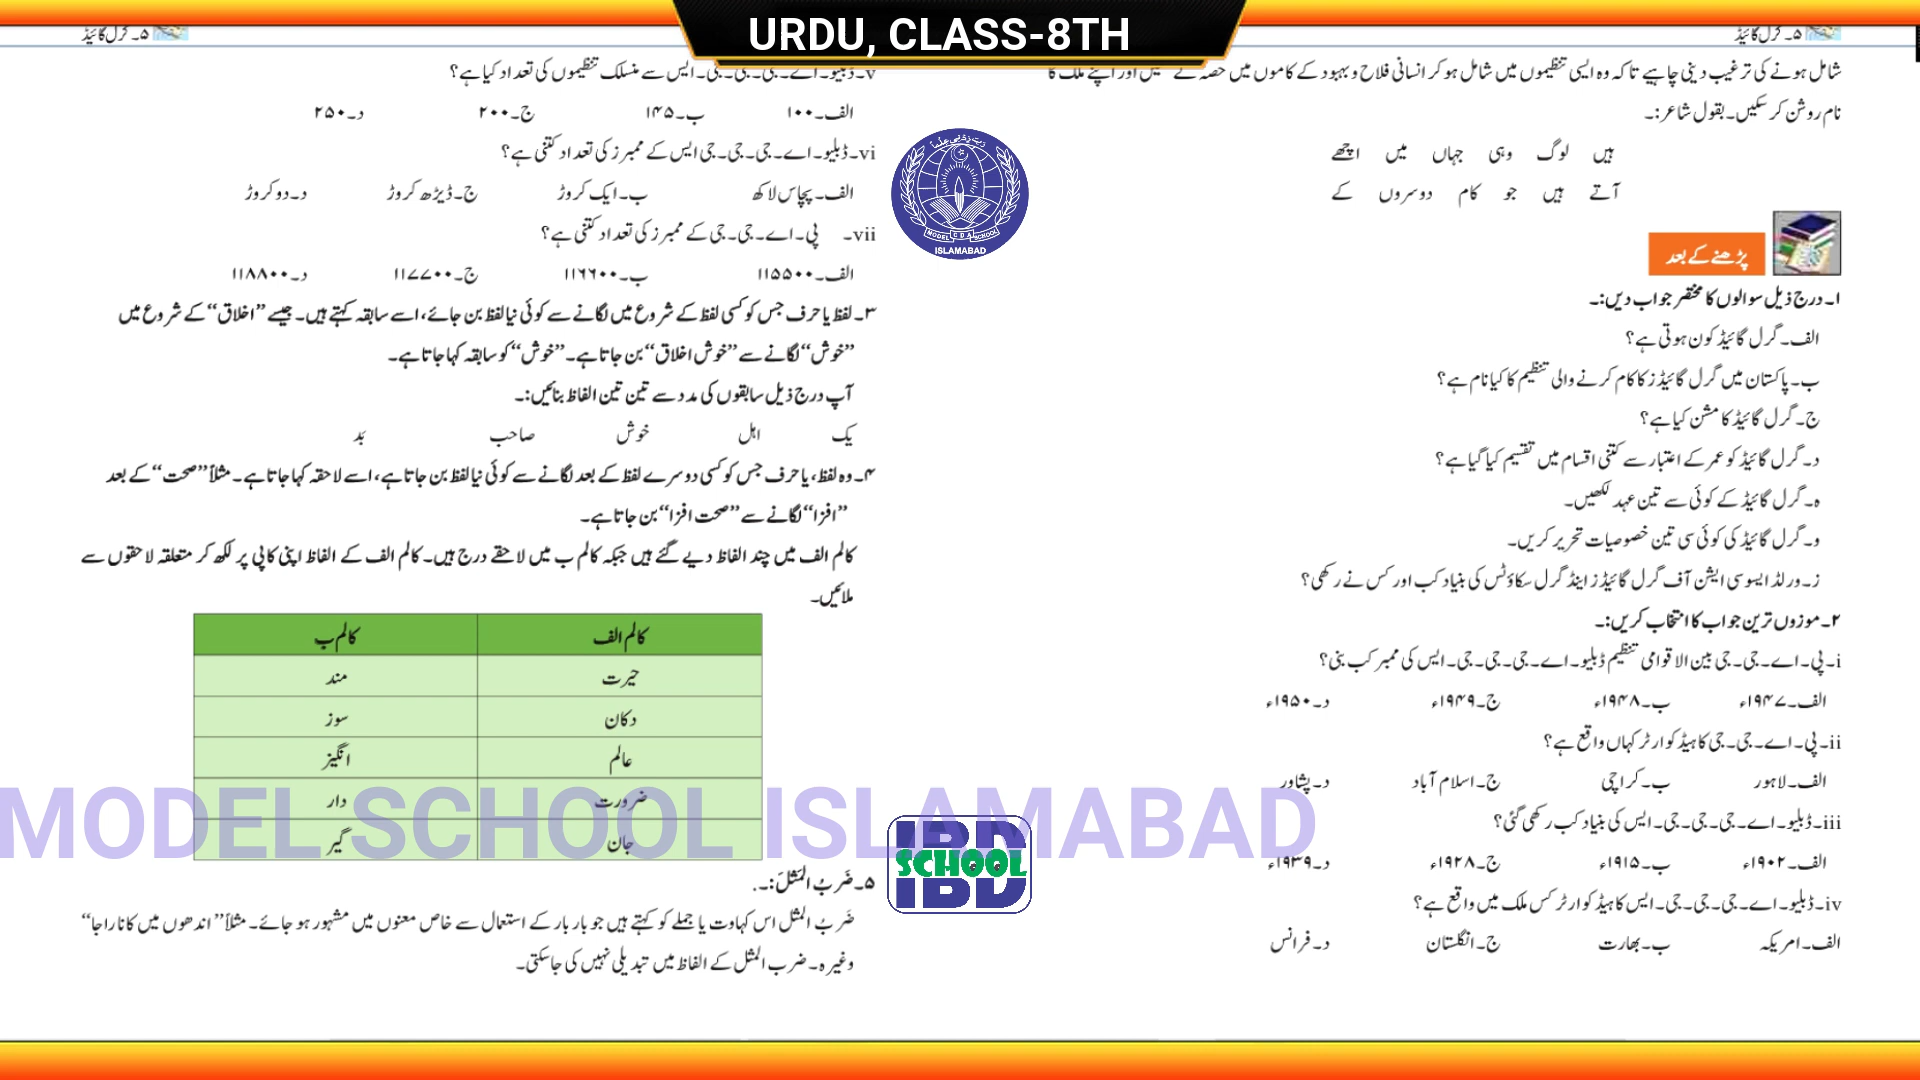 URDU, CLASS-8TH
۵۔ گرل گائیڈ
شامل ہونے کی ترغیب دینی چاہیے تاکہ وہ ایسی تنظیموں میں شامل ہو کر انسانی فلاح و بہبود کے کاموں میں حصہ لے سکیں اور اپنے ملک کا
نام روشن کر سکیں۔ بقول شاعر:۔
ہیں لوگ وہی جہاں میں اچھے
آتے ہیں جو کام دوسروں کے
پڑھنے کے بعد
۱۔ درج ذیل سوالوں کا مختصر جواب دیں:۔
الف۔ گرل گائیڈ کون ہوتی ہے؟
ب۔ پاکستان میں گرل گائیڈز کا کام کرنے والی تنظیم کا کیا نام ہے؟
ج۔ گرل گائیڈ کا مشن کیا ہے؟
د۔ گرل گائیڈ کو عمر کے اعتبار سے کتنی اقسام میں تقسیم کیا گیا ہے؟
ہ۔ گرل گائیڈ کے کوئی سے تین عہد لکھیں۔
و۔ گرل گائیڈ کی کوئی سی تین خصوصیات تحریر کریں۔
ز۔ ورلڈ ایسوسی ایشن آف گرل گائیڈز اینڈ گرل سکاؤٹس کی بنیاد کب اور کس نے رکھی؟
۲۔ موزوں ترین جواب کا انتخاب کریں:۔
i۔ پی۔ اے۔ جی۔ جی بین الاقوامی تنظیم ڈبلیو۔ اے۔ جی۔ جی۔ جی۔ ایس کی ممبر کب بنی؟
الف۔ ۱۹۴۷ء ب۔ ۱۹۴۸ء ج۔ ۱۹۴۹ء د۔ ۱۹۵۰ء
ii۔ پی۔ اے۔ جی۔ جی کا ہیڈ کوارٹر کہاں واقع ہے؟
الف۔ لاہور ب۔ کراچی ج۔ اسلام آباد د۔ پشاور
iii۔ ڈبلیو۔ اے۔ جی۔ جی۔ جی۔ ایس کی بنیاد کب رکھی گئی؟
الف۔ ۱۹۰۲ء ب۔ ۱۹۱۵ء ج۔ ۱۹۲۸ء د۔ ۱۹۳۹ء
iv۔ ڈبلیو۔ اے۔ جی۔ جی۔ جی۔ ایس کا ہیڈ کوارٹر کس ملک میں واقع ہے؟
الف۔ امریکہ ب۔ بھارت ج۔ انگلستان د۔ فرانس
۵۔ گرل گائیڈ
v۔ ڈبلیو۔ اے۔ جی۔ جی۔ جی۔ ایس سے منسلک تنظیموں کی تعداد کیا ہے؟
الف۔ ۱۰۰ ب۔ ۱۴۵ ج۔ ۲۰۰ د۔ ۲۵۰
vi۔ ڈبلیو۔ اے۔ جی۔ جی۔ جی ایس کے ممبرز کی تعداد کتنی ہے؟
الف۔ پچاس لاکھ ب۔ ایک کروڑ ج۔ ڈیڑھ کروڑ د۔ دو کروڑ
vii۔ پی۔ اے۔ جی۔ جی کے ممبرز کی تعداد کتنی ہے؟
الف۔ ۱۱۵۵۰۰ ب۔ ۱۱۶۶۰۰ ج۔ ۱۱۷۷۰۰ د۔ ۱۱۸۸۰۰
۳۔ لفظ یا حرف جس کو کسی لفظ کے شروع میں لگانے سے کوئی نیا لفظ بن جائے، اسے سابقہ کہتے ہیں۔ جیسے ”اخلاق“ کے شروع میں
”خوش“ لگانے سے ”خوش اخلاق“ بن جاتا ہے۔ ”خوش“ کو سابقہ کہا جاتا ہے۔
آپ درج ذیل سابقوں کی مدد سے تین تین الفاظ بنائیں:۔
یک اہل خوش صاحب بَد
۴۔ وہ لفظ، یا حرف جس کو کسی دوسرے لفظ کے بعد لگانے سے کوئی نیا لفظ بن جاتا ہے، اسے لاحقہ کہا جاتا ہے۔ مثلاً ”صحت“ کے بعد
”افزا“ لگانے سے ”صحت افزا“ بن جاتا ہے۔
کالم الف میں چند الفاظ دیے گئے ہیں جبکہ کالم ب میں لاحقے درج ہیں۔ کالم الف کے الفاظ اپنی کاپی پر لکھ کر متعلقہ لاحقوں سے
ملائیں۔
کالم الف کالم ب
حیرت مند
دکان سوز
عالم انگیز
ضرورت دار
جان گیر
۵۔ ضَربُ المَثل:۔
ضَربُ المثل اس کہاوت یا جملے کو کہتے ہیں جو بار بار کے استعمال سے خاص معنوں میں مشہور ہو جائے۔ مثلاً ”اندھوں میں کانا راجا“
وغیرہ۔ ضرب المثل کے الفاظ میں تبدیلی نہیں کی جا سکتی۔
MODEL CDA SCHOOL
ISLAMABAD
MODEL SCHOOL ISLAMABAD
IBD
SCHOOL
IBD